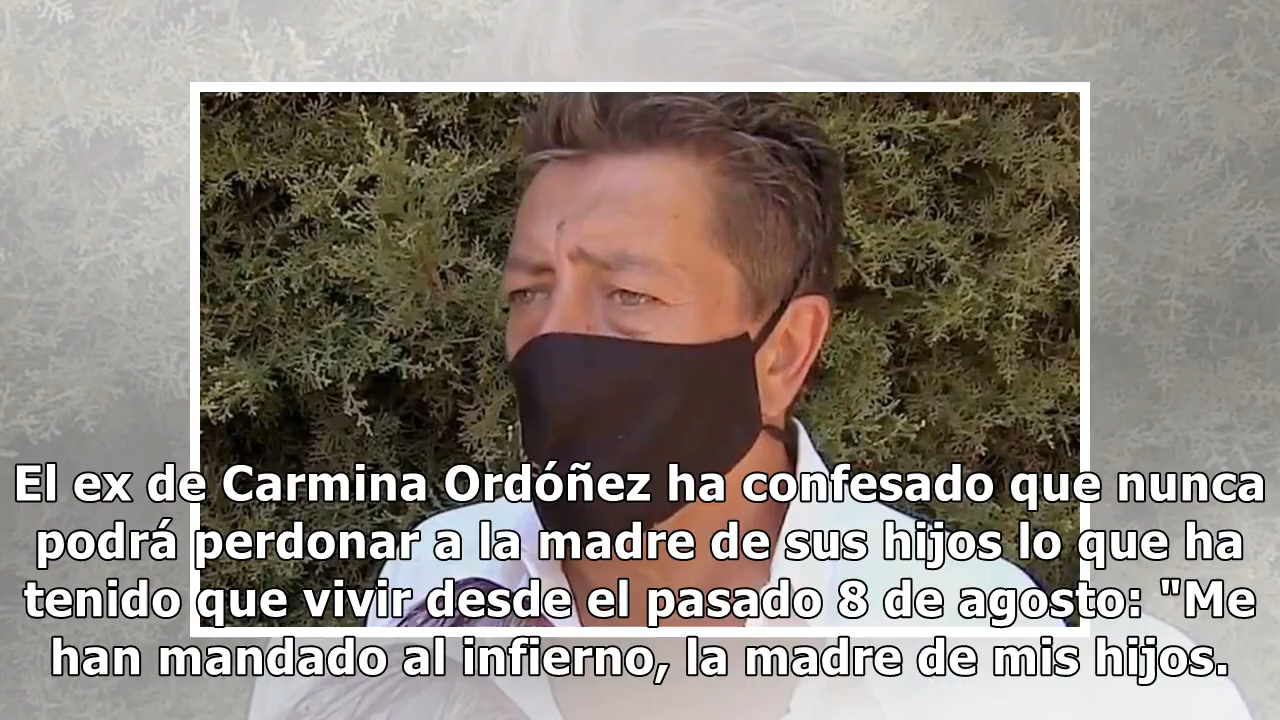 El ex de Carmina Ordóñez ha confesado que nunca
podrá perdonar a la madre de sus hijos lo que ha
tenido que vivir desde el pasado 8 de agosto: "Me
han mandado al infierno, la madre de mis hijos.